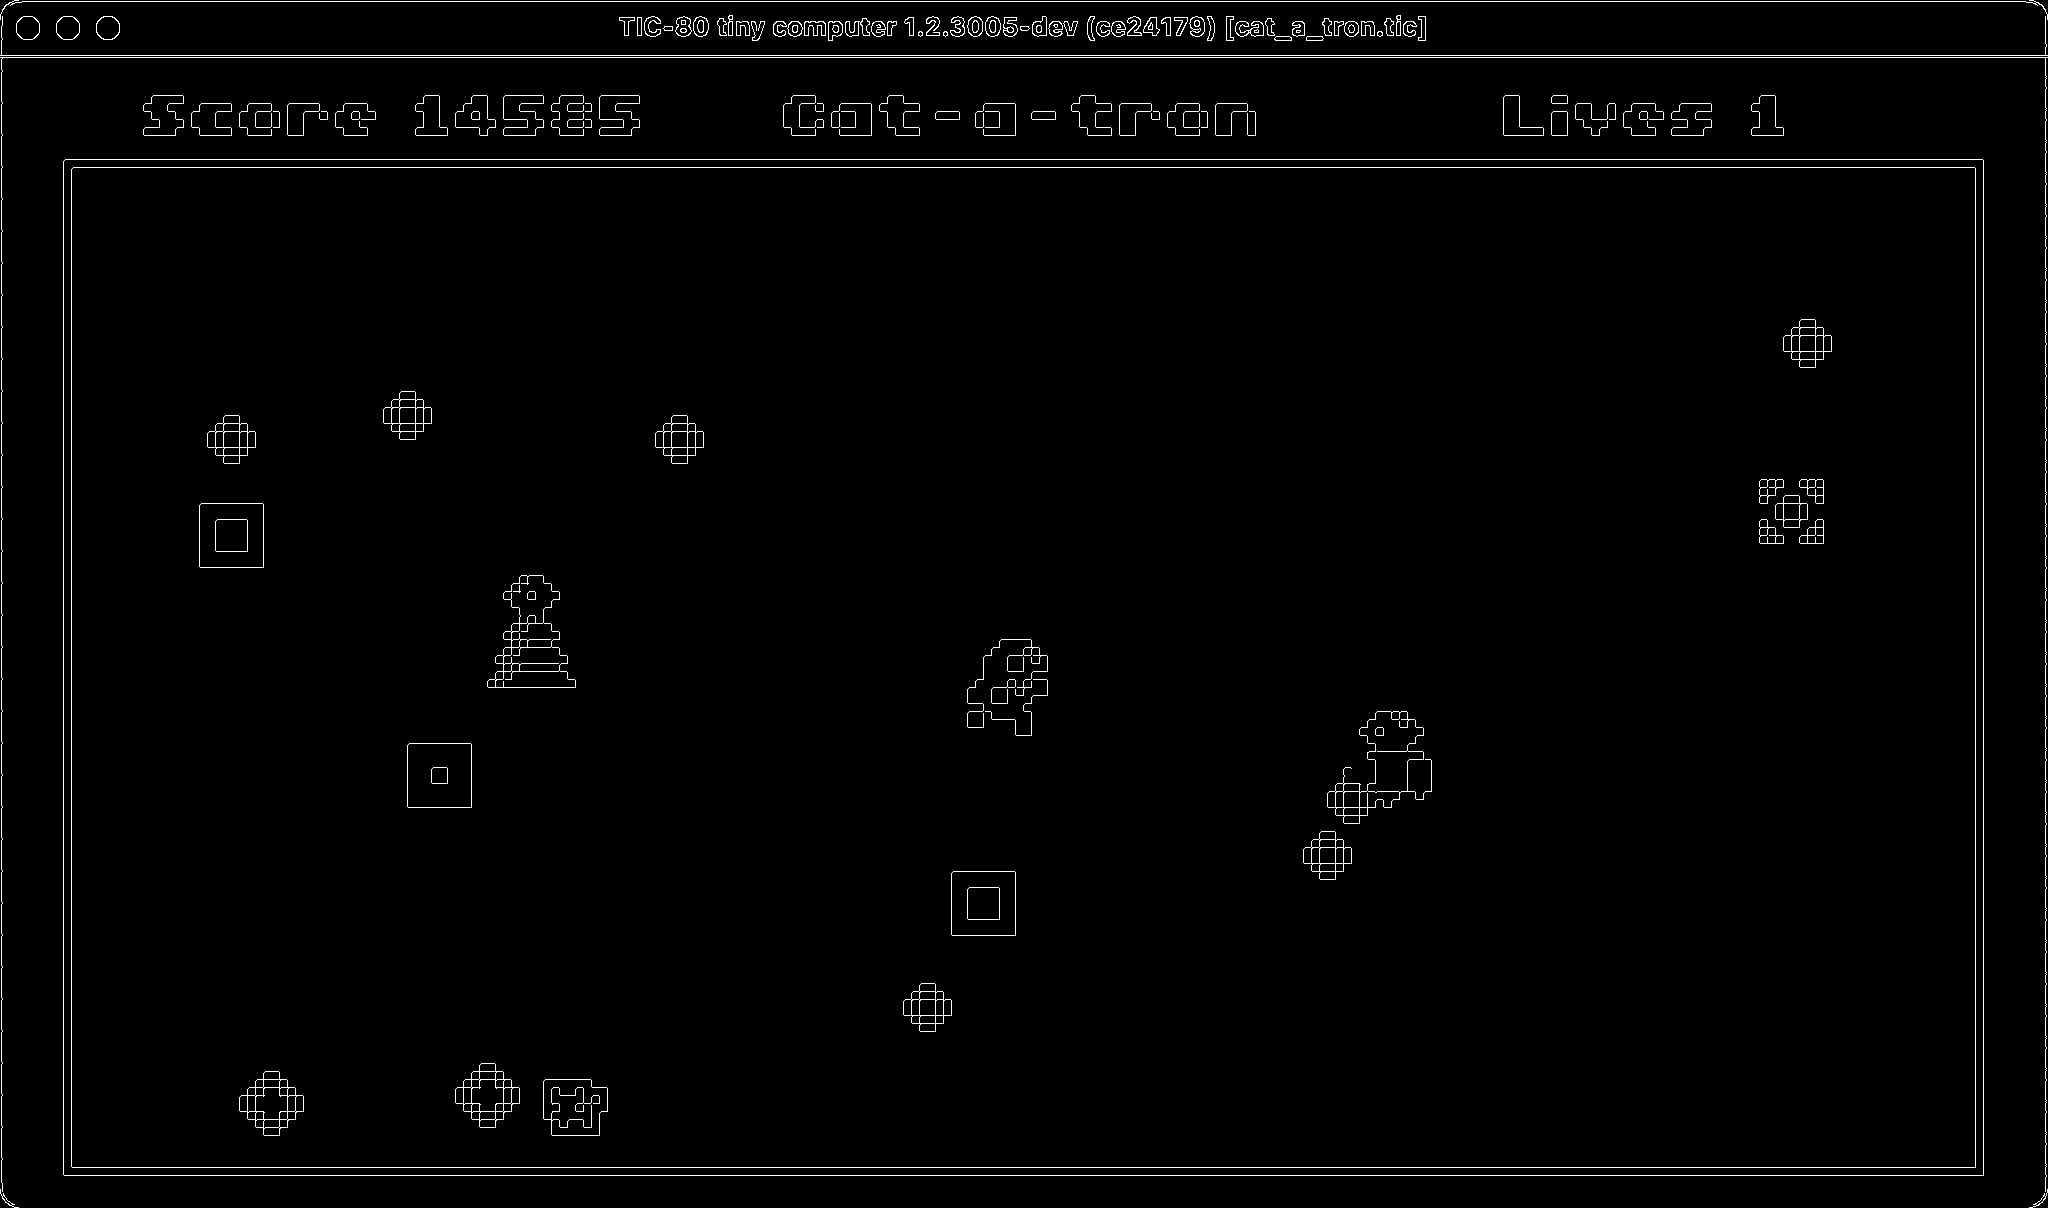 TIC-80 tiny computer 1.2.3005-dev (ce24179) [cat_a_tron.tic]
Score 14585 Cat-a-tron Lives 1